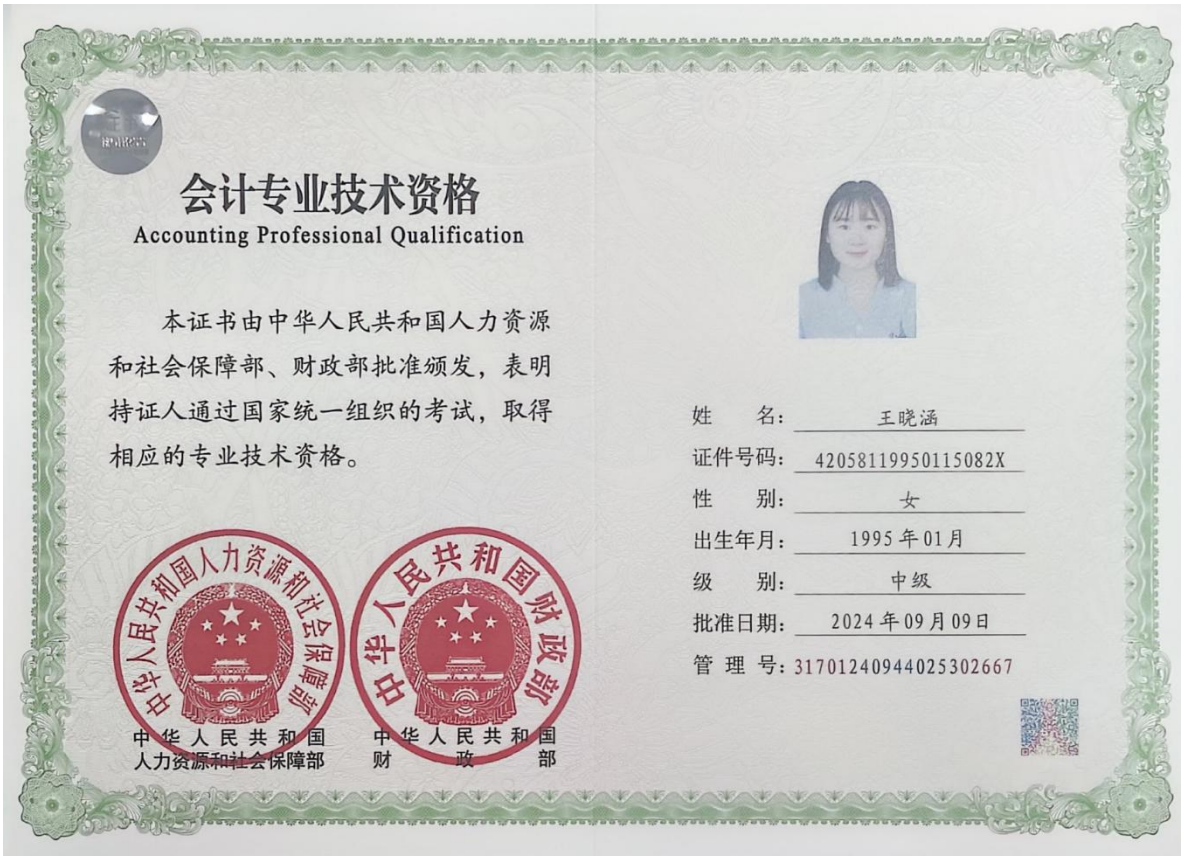 会计专业技术资格
Accounting Professional Qualification
本证书由中华人民共和国人力资源
和社会保障部、财政部批准颁发，表明
持证人通过国家统一组织的考试，取得
相应的专业技术资格。
中华人民共和国人力资源和社会保障部
中华人民共和国财政部
中华人民共和国
人力资源和社会保障部
中华人民共和国
财政部
姓名：王晓涵
证件号码：42058119950115082X
性别：女
出生年月：1995年01月
级别：中级
批准日期：2024年09月09日
管理号：31701240944025302667